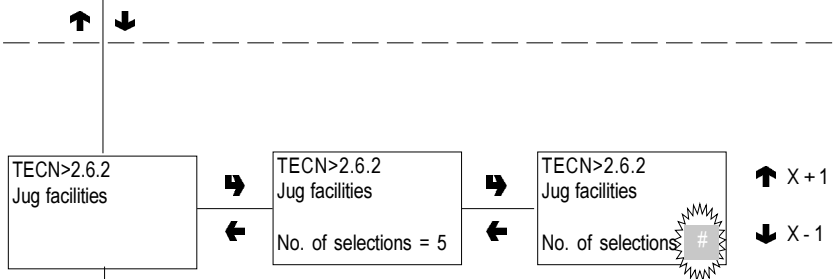 TECN>2.6.2
Jug facilities
TECN>2.6.2
Jug facilities
No. of selections = 5
TECN>2.6.2
Jug facilities
No. of selections #
X + 1
X - 1